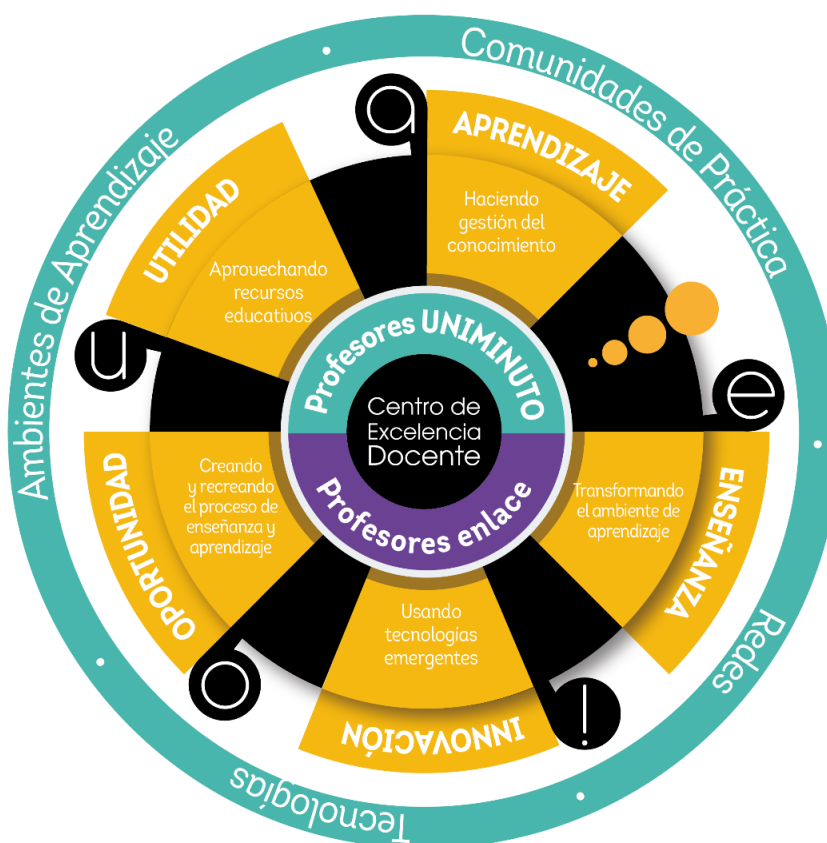 Comunidades de Práctica
Redes
Tecnologías
Ambientes de Aprendizaje
a
APRENDIZAJE
Haciendo
gestión del
conocimiento
e
ENSEÑANZA
Transformando
el ambiente de
aprendizaje
i
INNOVACIÓN
Usando
tecnologías
emergentes
o
OPORTUNIDAD
Creando
y recreando
el proceso de
enseñanza y
aprendizaje
u
UTILIDAD
Aprovechando
recursos
educativos
Profesores UNIMINUTO
Centro de
Excelencia
Docente
Profesores enlace